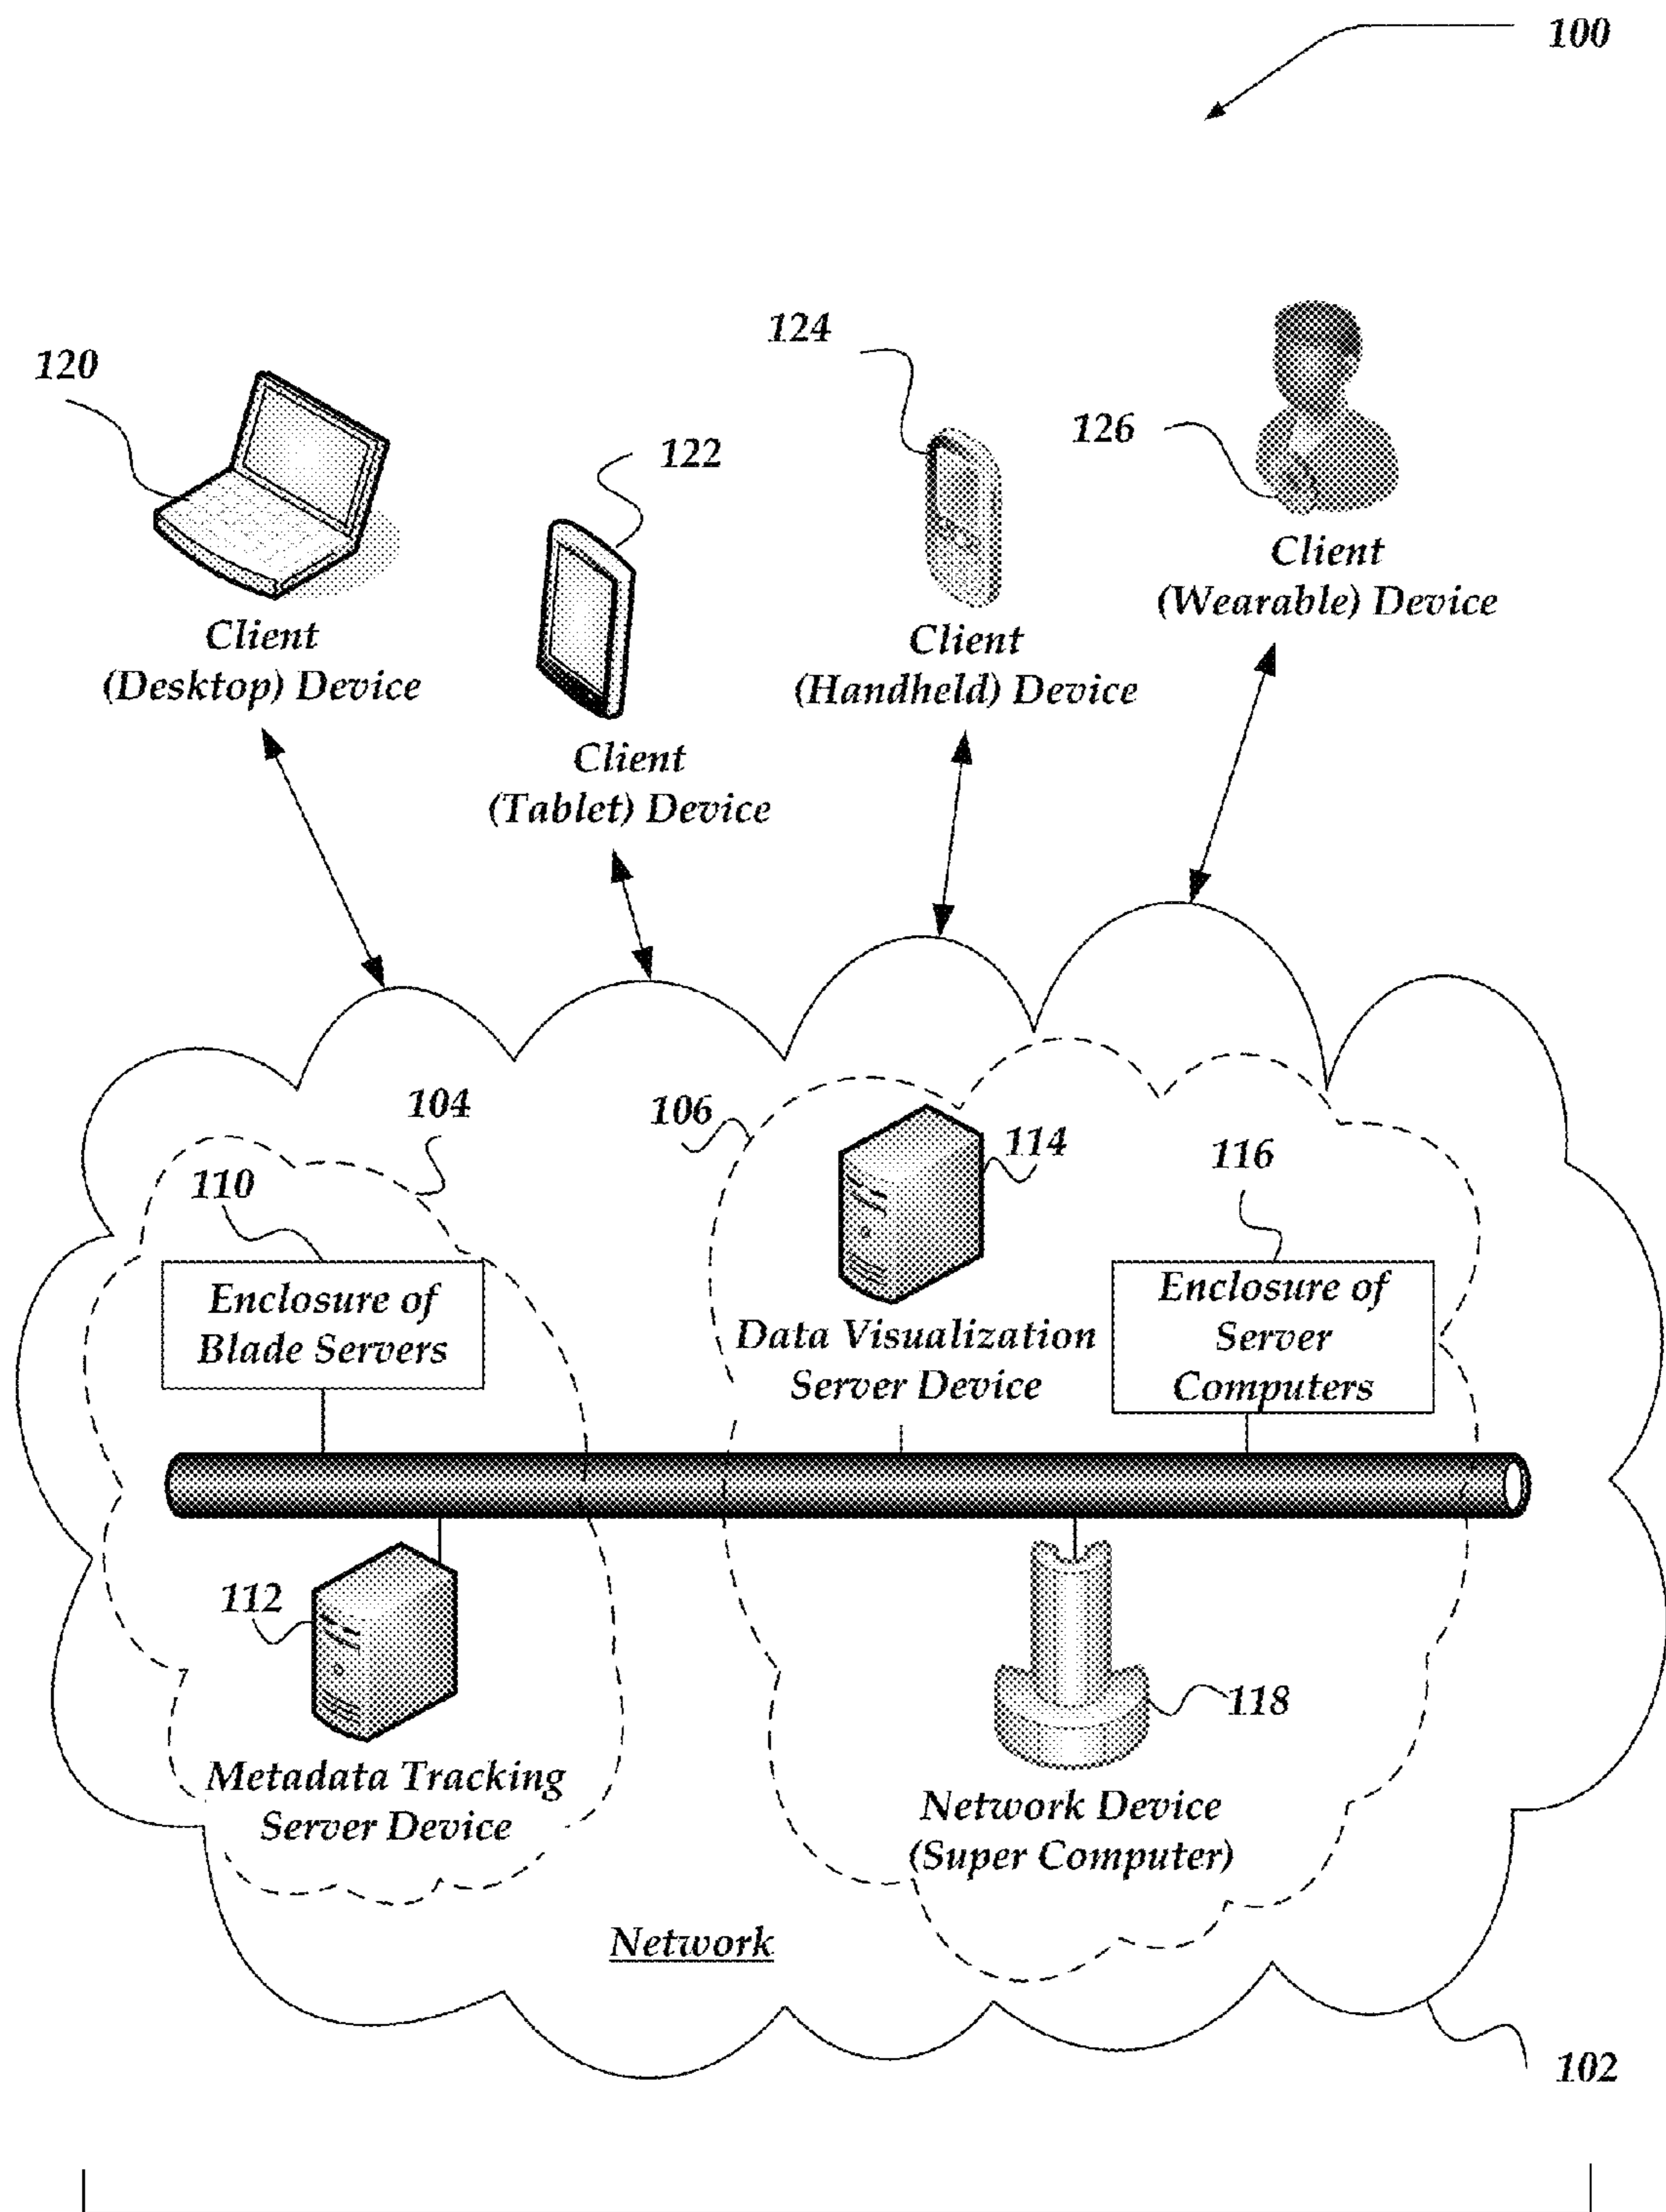 100
124
120
126
122
Client
(Desktop) Device
Client
(Tablet) Device
Client
(Handheld) Device
Client
(Wearable) Device
104
106
114
110
116
Enclosure of
Blade Servers
Data Visualization
Server Device
Enclosure of
Server
Computers
112
118
Metadata Tracking
Server Device
Network Device
(Super Computer)
Network
102